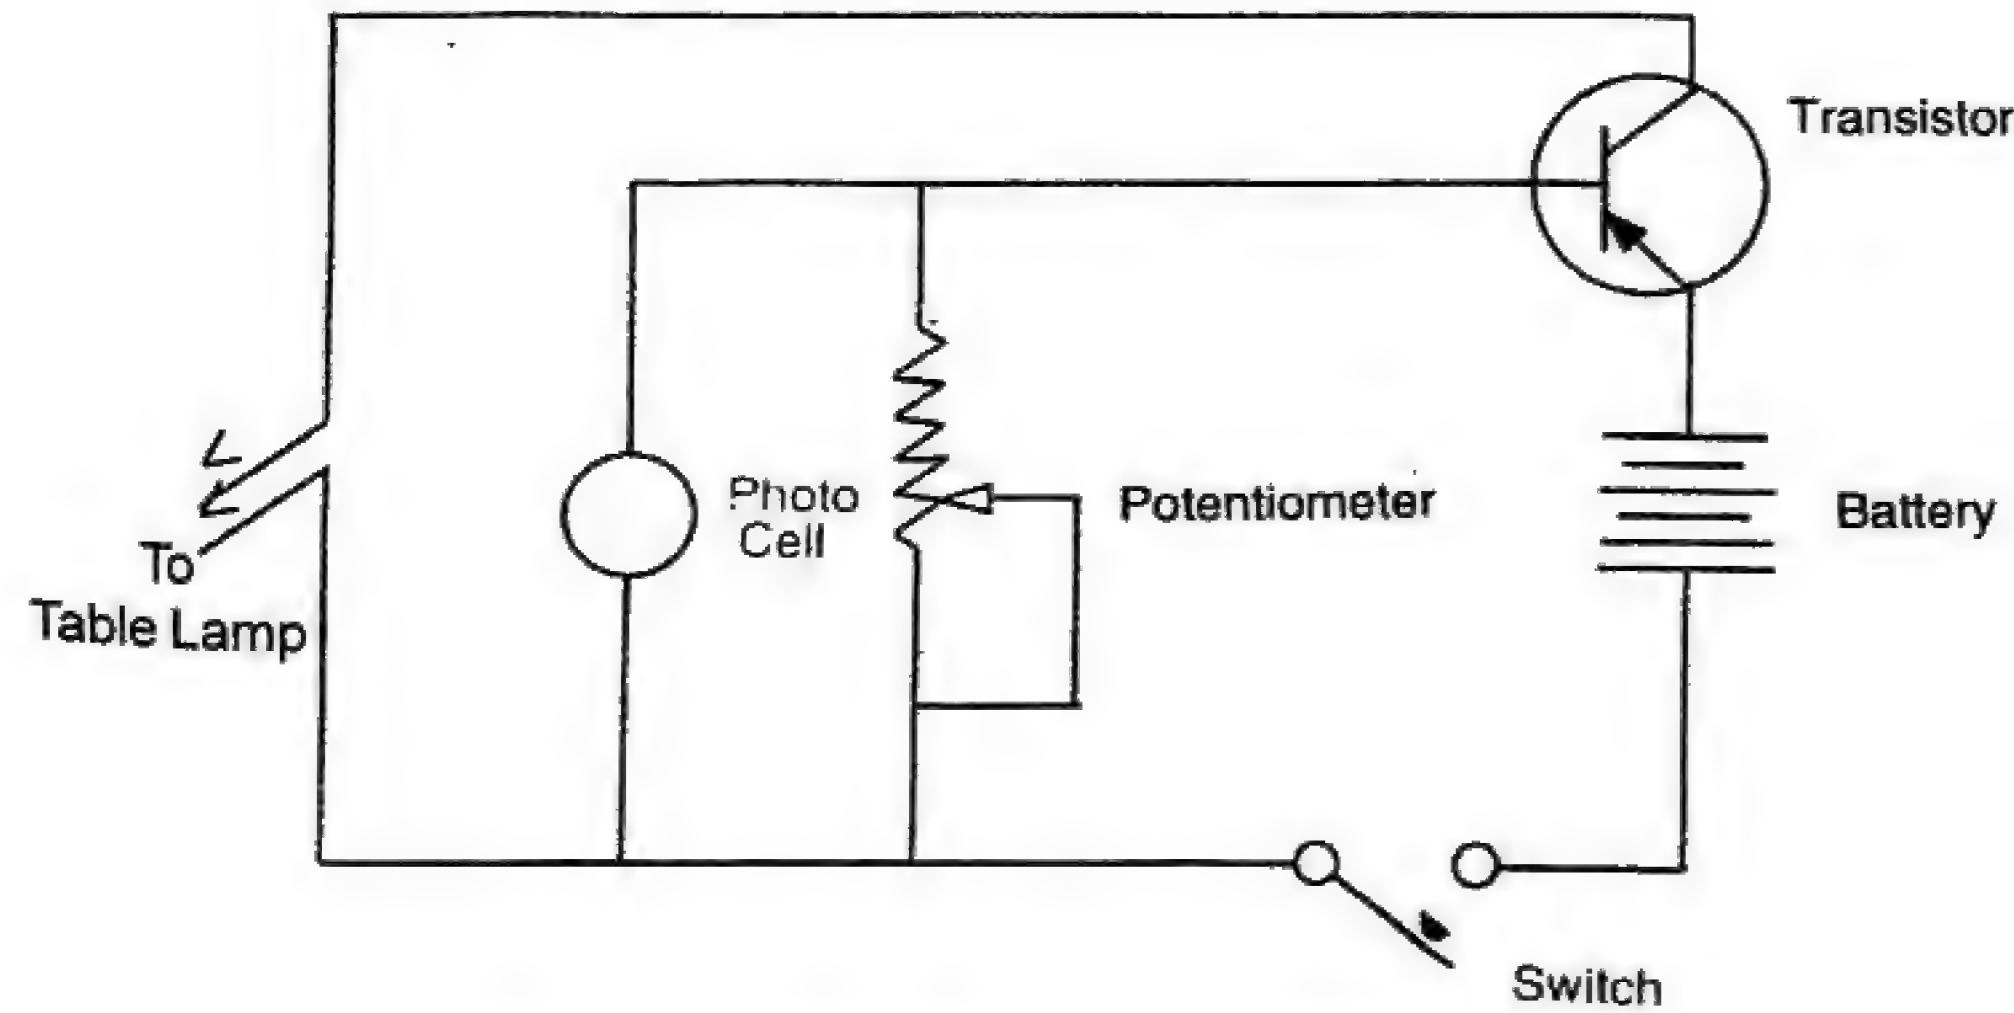 Transistor
Photo
Cell
Potentiometer
Battery
To
Table Lamp
Switch